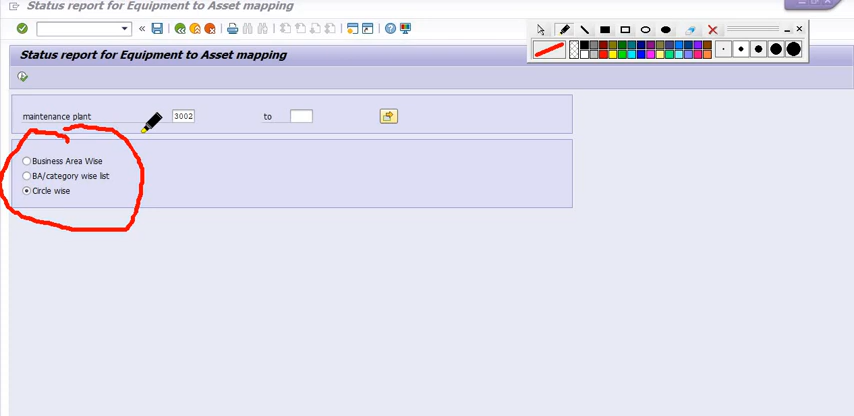 Status report for Equipment to Asset mapping
Status report for Equipment to Asset mapping
maintenance plant 3002 to
Business Area Wise
BA/category wise list
Circle wise